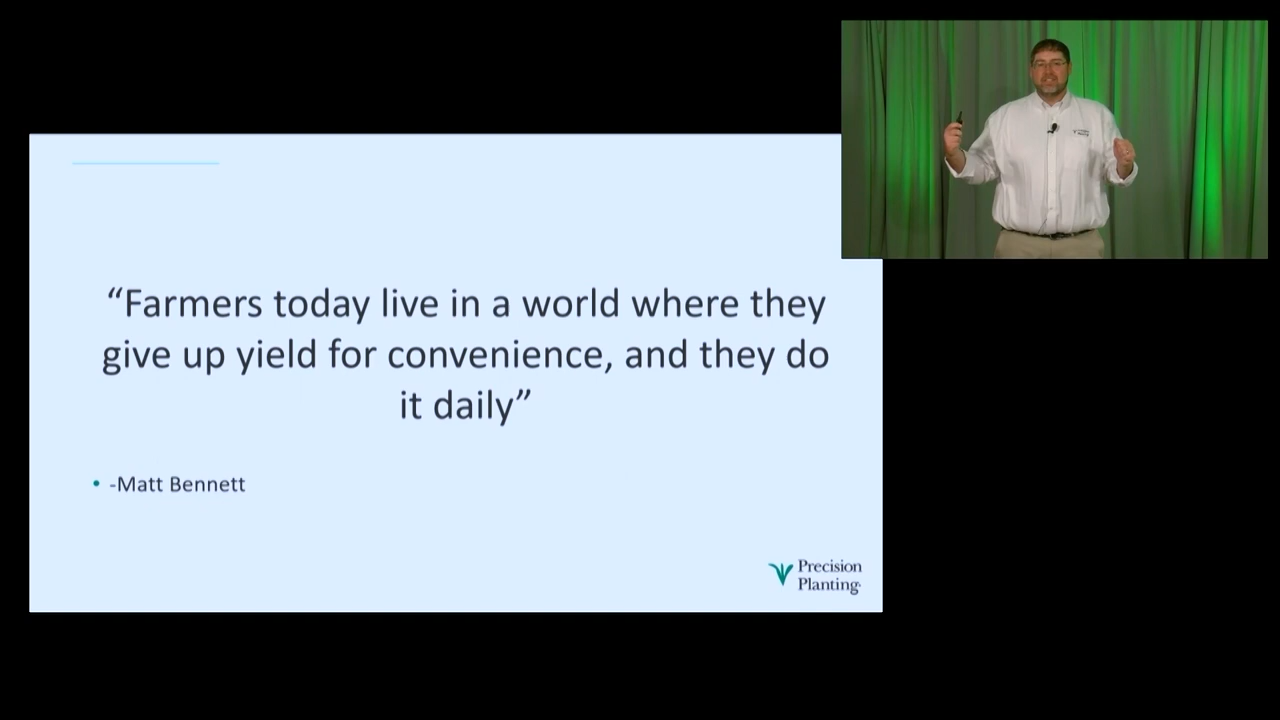 “Farmers today live in a world where they
give up yield for convenience, and they do
it daily”
• -Matt Bennett
Precision
Planting